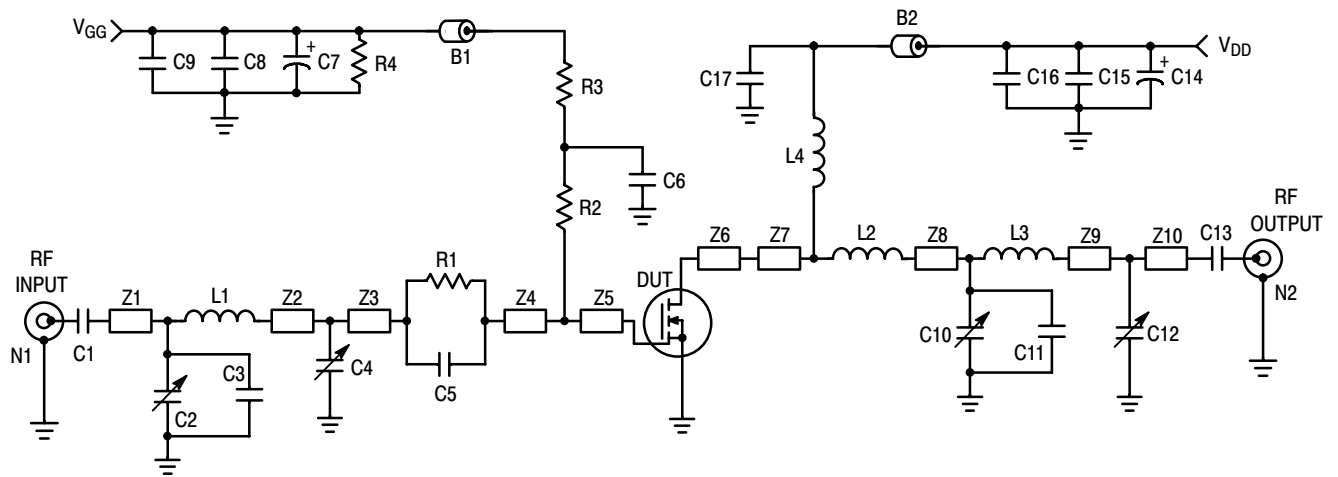 VGG
C9
C8
+
C7
R4
B1
R3
C6
R2
B2
VDD
C17
C16
C15
+
C14
L4
RF
INPUT
N1
C1
Z1
L1
Z2
Z3
R1
C5
Z4
Z5
C2
C3
C4
DUT
Z6
Z7
L2
Z8
L3
Z9
Z10
C13
RF
OUTPUT
N2
C10
C11
C12